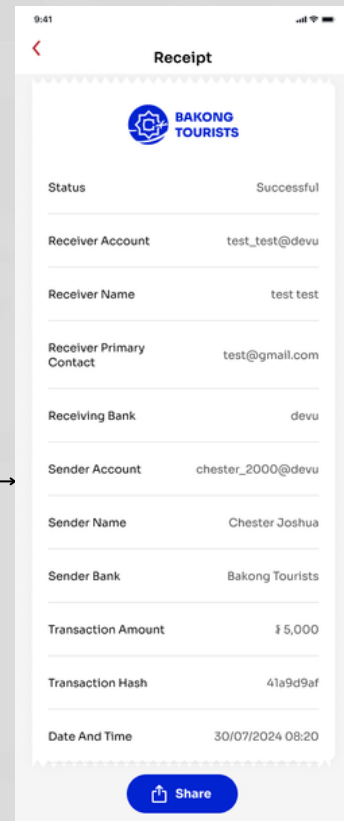 9:41
Receipt
BAKONG
TOURISTS
Status Successful
Receiver Account test_test@devu
Receiver Name test test
Receiver Primary
Contact test@gmail.com
Receiving Bank devu
Sender Account chester_2000@devu
Sender Name Chester Joshua
Sender Bank Bakong Tourists
Transaction Amount ៛ 5,000
Transaction Hash 41a9d9af
Date And Time 30/07/2024 08:20
Share